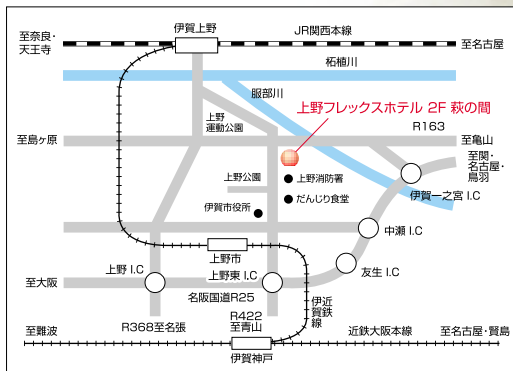 伊賀上野
JR関西本線
至奈良・
天王寺
至名古屋
柘植川
服部川
上野フレックスホテル 2F 萩の間
上野
運動公園
R163
至島ヶ原
至亀山
至関・
名古屋・
鳥羽
上野公園
上野消防署
だんじり食堂
伊賀一之宮 I.C
伊賀市役所
中瀬 I.C
上野市
友生 I.C
上野 I.C
上野東 I.C
至大阪
名阪国道R25
伊賀線
近鉄
R422
至青山
R368至名張
至難波
近鉄大阪本線
至名古屋・賢島
伊賀神戸